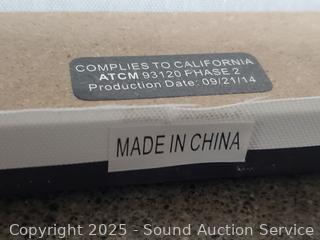 COMPLIES TO CALIFORNIA
ATCM 93120 PHASE 2
Production Date: 09/21/14
MADE IN CHINA
Copyright 2025 - Sound Auction Service